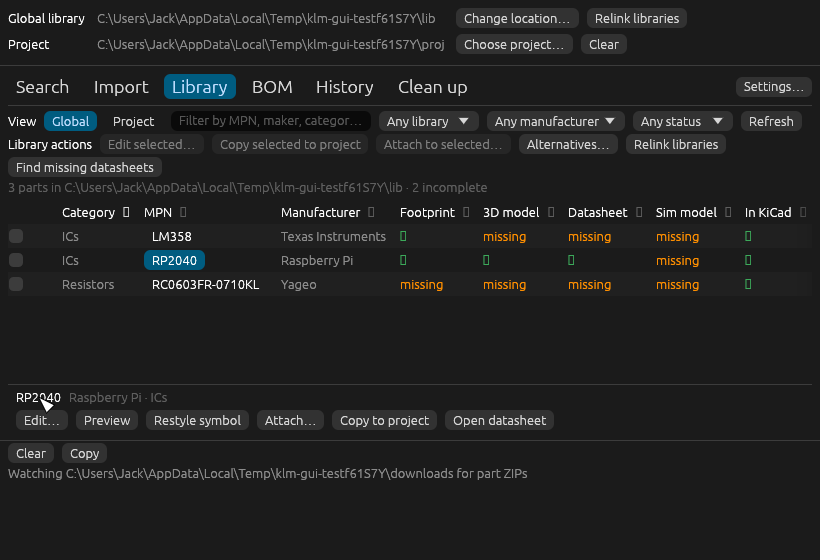 Global library C:\Users\Jack\AppData\Local\Temp\klm-gui-testf61S7Y\lib Change location… Relink libraries
Project C:\Users\Jack\AppData\Local\Temp\klm-gui-testf61S7Y\proj Choose project… Clear
Search Import Library BOM History Clean up Settings…
View Global Project Filter by MPN, maker, categor… Any library Any manufacturer Any status Refresh
Library actions Edit selected… Copy selected to project Attach to selected… Alternatives… Relink libraries
Find missing datasheets
3 parts in C:\Users\Jack\AppData\Local\Temp\klm-gui-testf61S7Y\lib · 2 incomplete
Category MPN Manufacturer Footprint 3D model Datasheet Sim model In KiCad
ICs LM358 Texas Instruments missing missing missing
ICs RP2040 Raspberry Pi missing
Resistors RC0603FR-0710KL Yageo missing missing missing missing
RP2040 Raspberry Pi · ICs
Edit… Preview Restyle symbol Attach… Copy to project Open datasheet
Clear Copy
Watching C:\Users\Jack\AppData\Local\Temp\klm-gui-testf61S7Y\downloads for part ZIPs